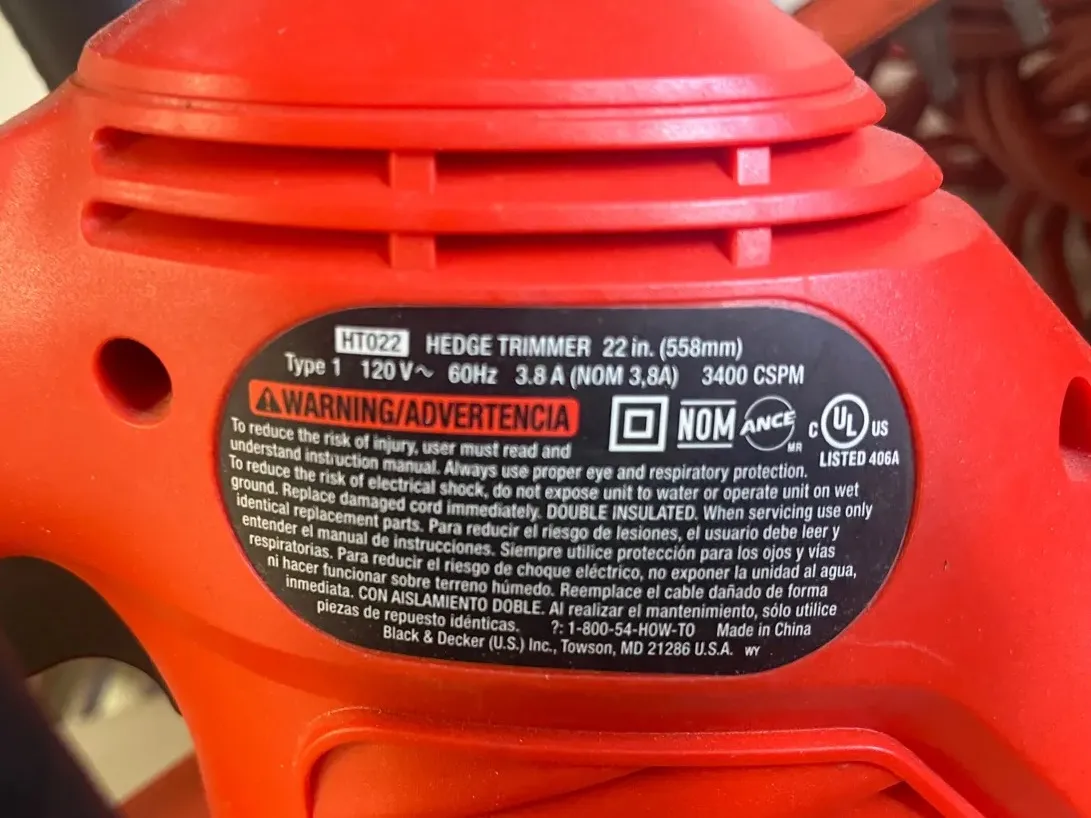 HT022 HEDGE TRIMMER 22 in. (558mm)
Type 1 120 V~ 60Hz 3.8 A (NOM 3,8A) 3400 CSPM
⚠WARNING/ADVERTENCIA
NOM ANCE MR C UL US
LISTED 406A
To reduce the risk of injury, user must read and
understand instruction manual. Always use proper eye and respiratory protection.
To reduce the risk of electrical shock, do not expose unit to water or operate unit on wet
ground. Replace damaged cord immediately. DOUBLE INSULATED. When servicing use only
identical replacement parts. Para reducir el riesgo de lesiones, el usuario debe leer y
entender el manual de instrucciones. Siempre utilice protección para los ojos y vías
respiratorias. Para reducir el riesgo de choque eléctrico, no exponer la unidad al agua,
ni hacer funcionar sobre terreno húmedo. Reemplace el cable dañado de forma
inmediata. CON AISLAMIENTO DOBLE. Al realizar el mantenimiento, sólo utilice
piezas de repuesto idénticas. ?: 1-800-54-HOW-TO Made in China
Black & Decker (U.S.) Inc., Towson, MD 21286 U.S.A. WY